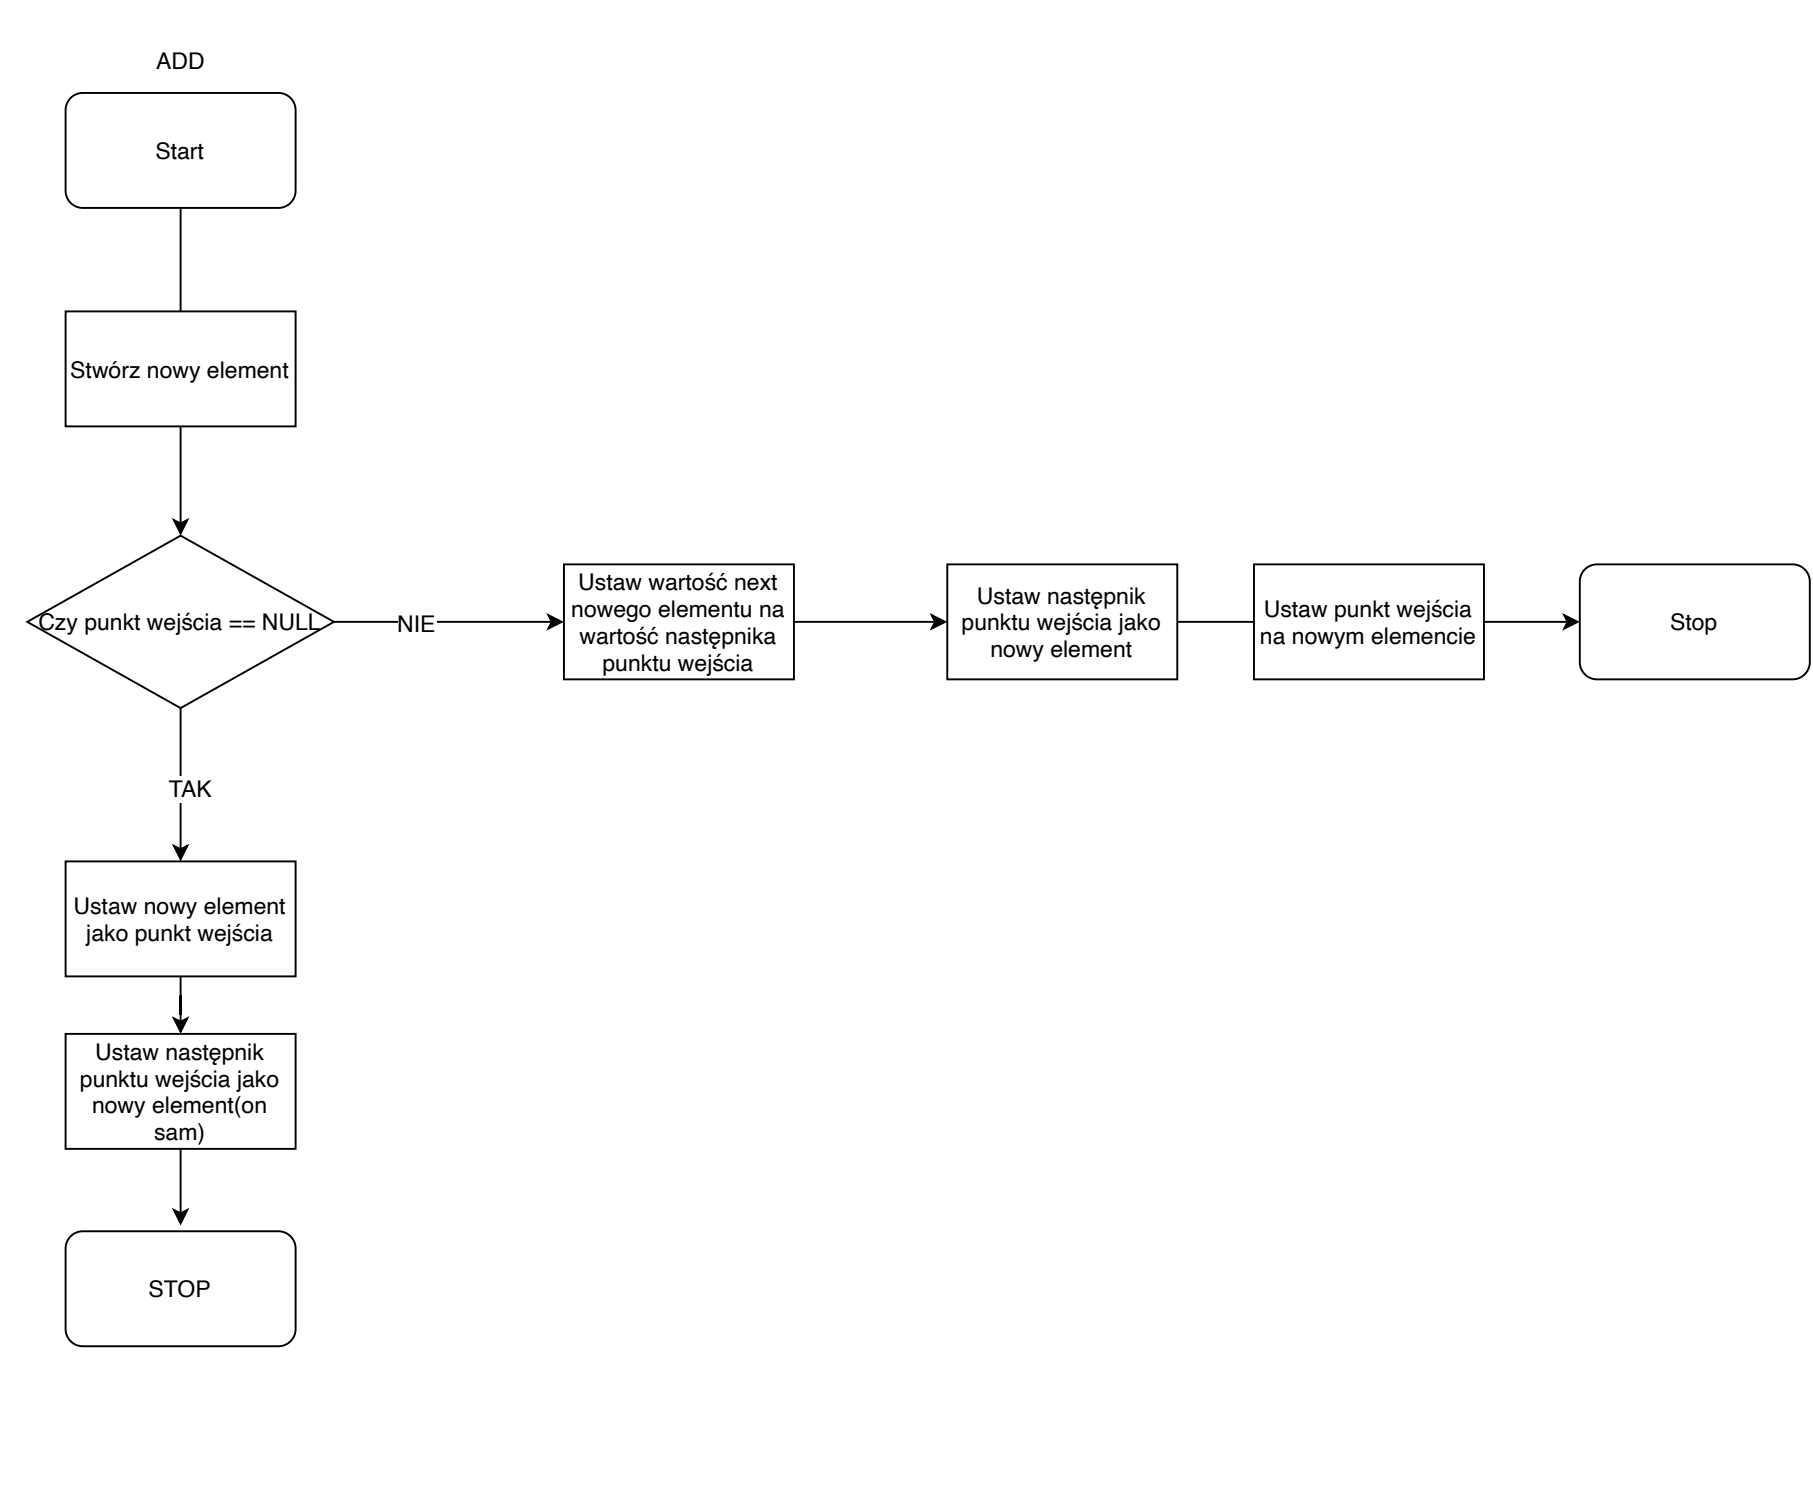 ADD
Start
Stwórz nowy element
Czy punkt wejścia == NULL
NIE
Ustaw wartość next
nowego elementu na
wartość następnika
punktu wejścia
Ustaw następnik
punktu wejścia jako
nowy element
Ustaw punkt wejścia
na nowym elemencie
Stop
TAK
Ustaw nowy element
jako punkt wejścia
Ustaw następnik
punktu wejścia jako
nowy element(on
sam)
STOP